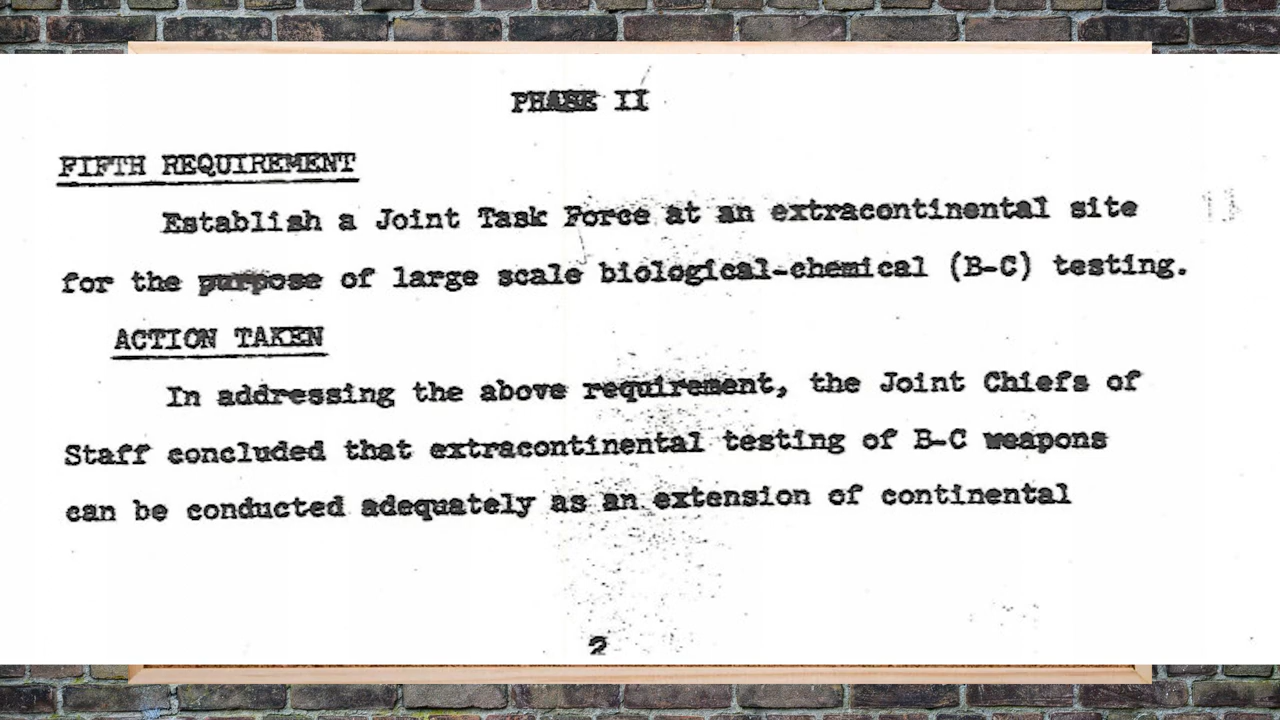 PHASE II
FIFTH REQUIREMENT
Establish a Joint Task Force at an extracontinental site
for the purpose of large scale biological-chemical (B-C) testing.
ACTION TAKEN
In addressing the above requirement, the Joint Chiefs of
Staff concluded that extracontinental testing of B-C weapons
can be conducted adequately as an extension of continental
2